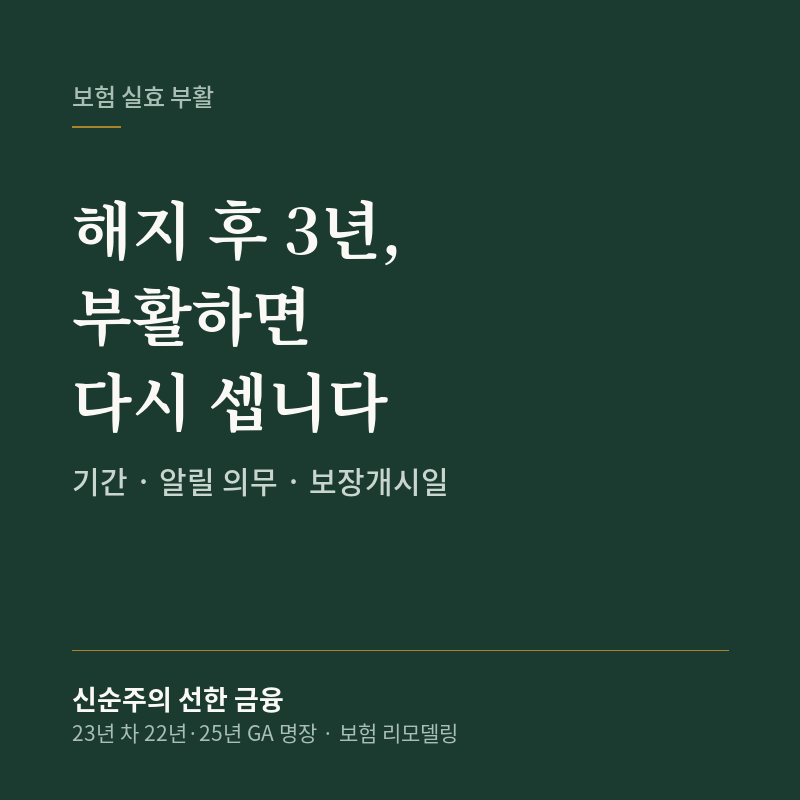 보험 실효 부활
해지 후 3년,
부활하면
다시 셉니다
기간 · 알릴 의무 · 보장개시일
신순주의 선한 금융
23년 차 22년·25년 GA 명장 · 보험 리모델링